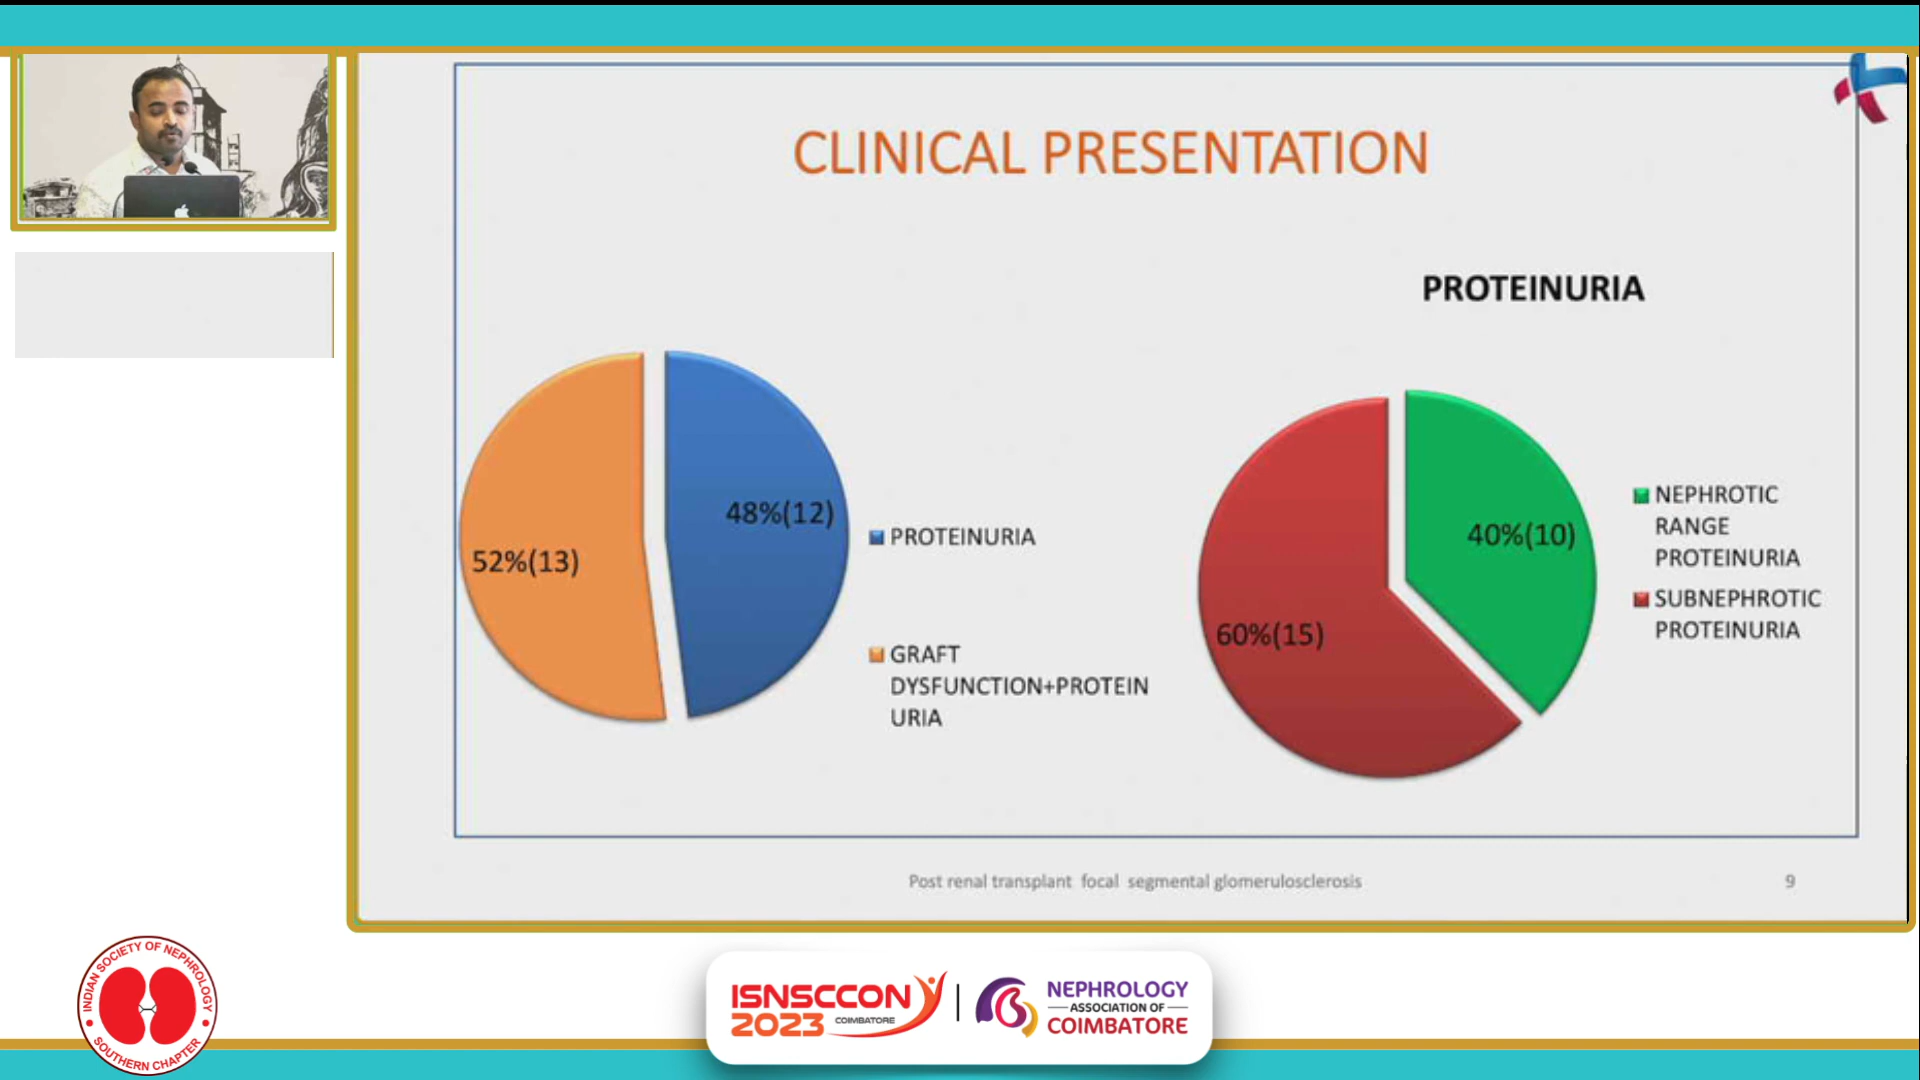 CLINICAL PRESENTATION
PROTEINURIA
48%(12)
52%(13)
PROTEINURIA
GRAFT
DYSFUNCTION+PROTEIN
URIA
40%(10)
60%(15)
NEPHROTIC
RANGE
PROTEINURIA
SUBNEPHROTIC
PROTEINURIA
Post renal transplant focal segmental glomerulosclerosis
9
INDIAN SOCIETY OF NEPHROLOGY
SOUTHERN CHAPTER
ISNSCCON
2023 COIMBATORE
NEPHROLOGY
ASSOCIATION OF
COIMBATORE